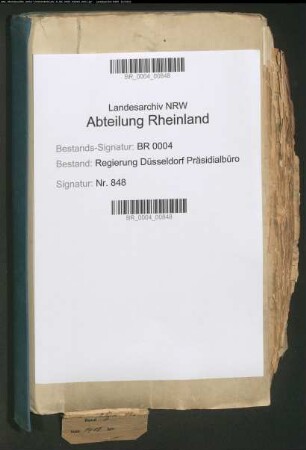 BR_0004_00848
Landesarchiv NRW
Abteilung Rheinland
Bestands-Signatur: BR 0004
Bestand: Regierung Düsseldorf Präsidialbüro
Signatur: Nr. 848
BR_0004_00848